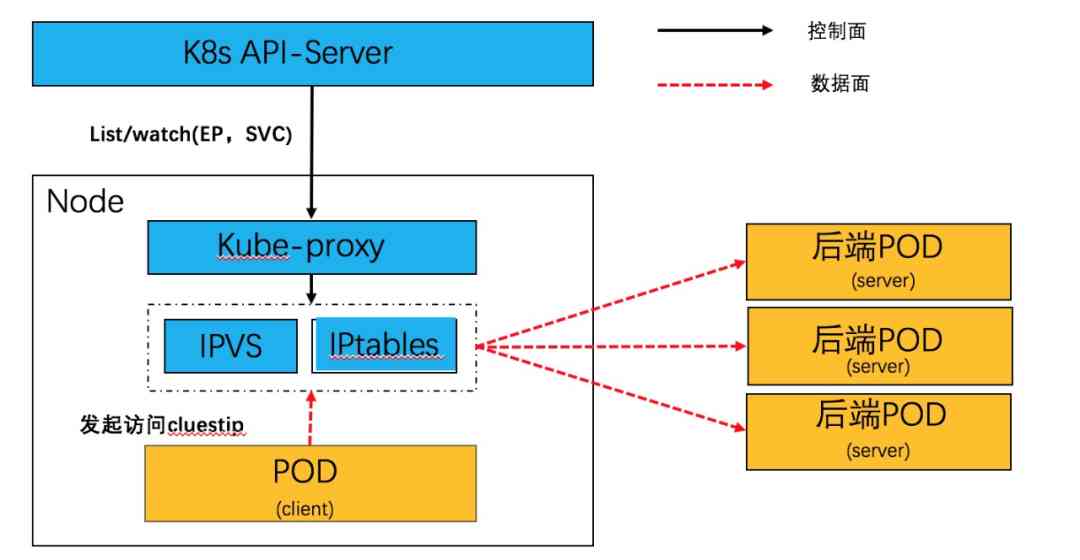 K8s API-Server
控制面
数据面
List/watch(EP，SVC)
Node
Kube-proxy
IPVS
IPtables
发起访问cluestip
POD
(client)
后端POD
(server)
后端POD
(server)
后端POD
(server)